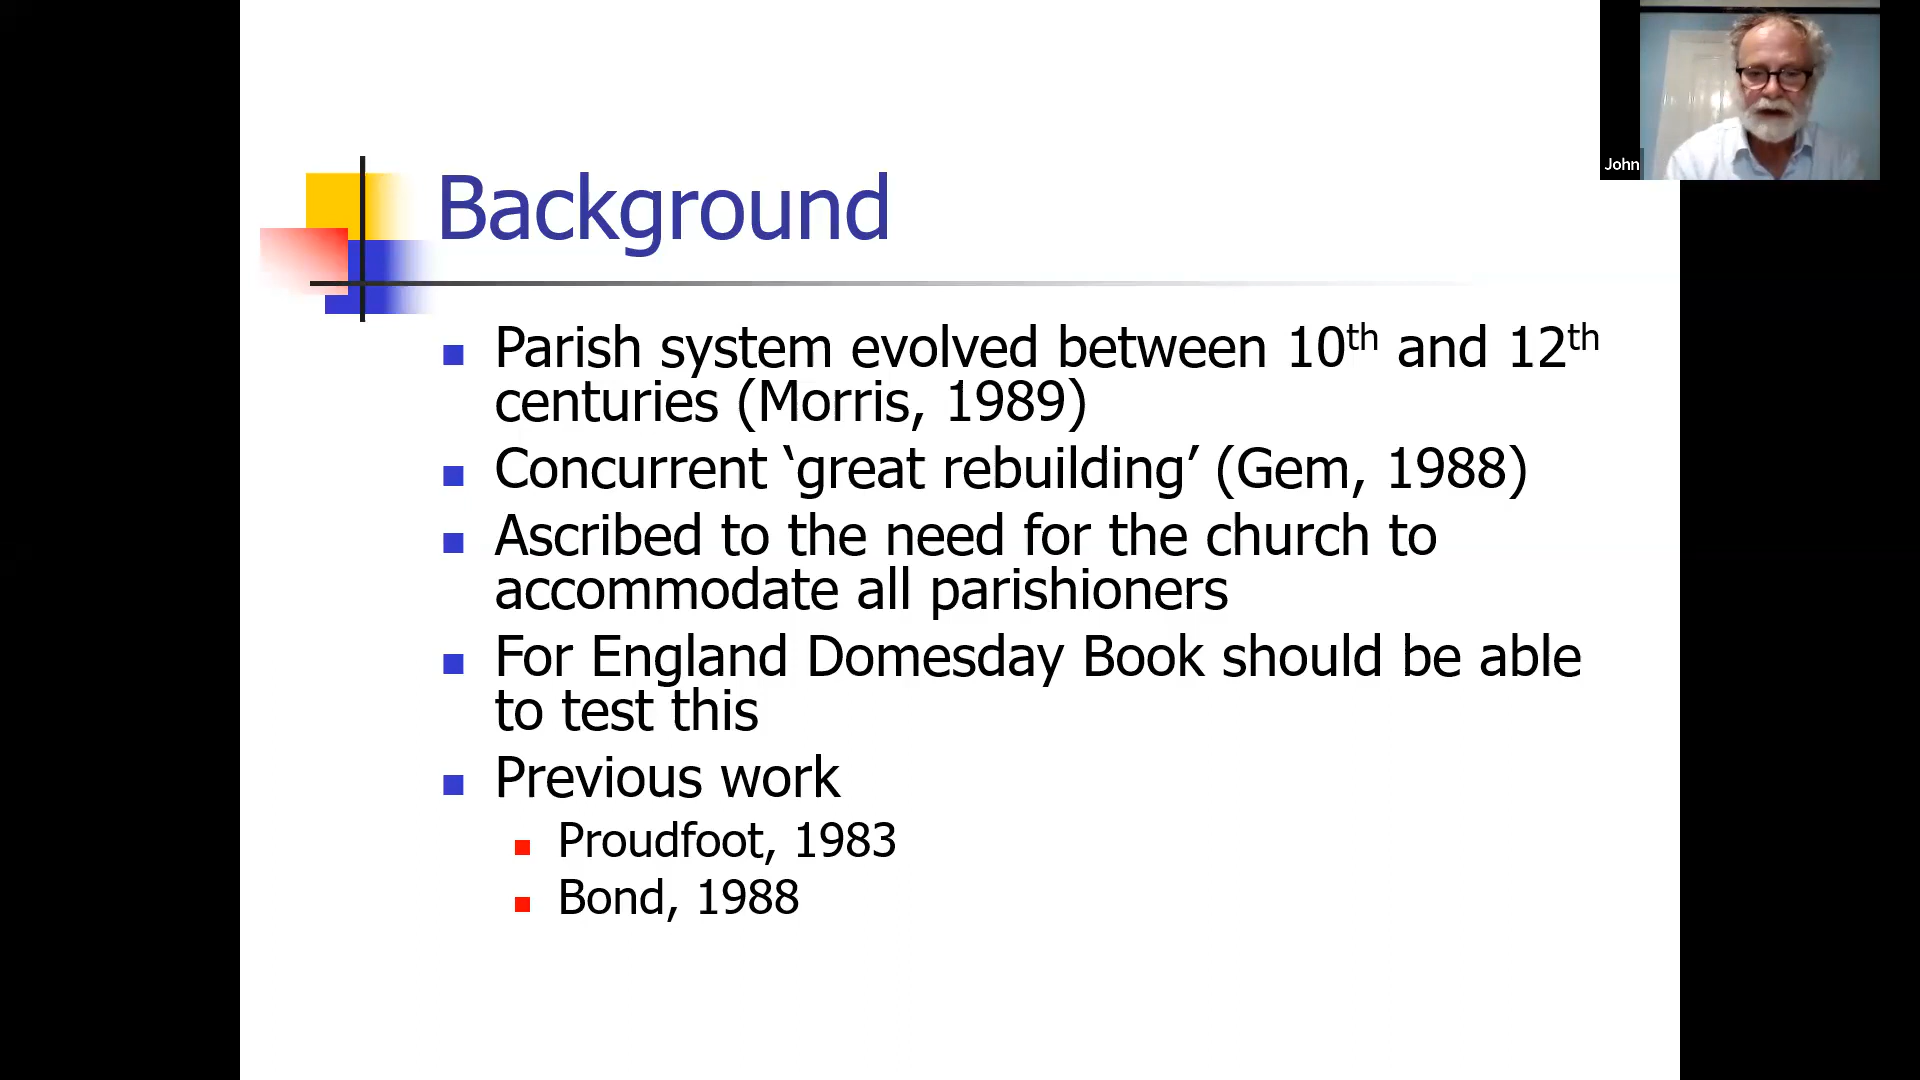 John
Background
Parish system evolved between 10th and 12th
centuries (Morris, 1989)
Concurrent ‘great rebuilding’ (Gem, 1988)
Ascribed to the need for the church to
accommodate all parishioners
For England Domesday Book should be able
to test this
Previous work
Proudfoot, 1983
Bond, 1988